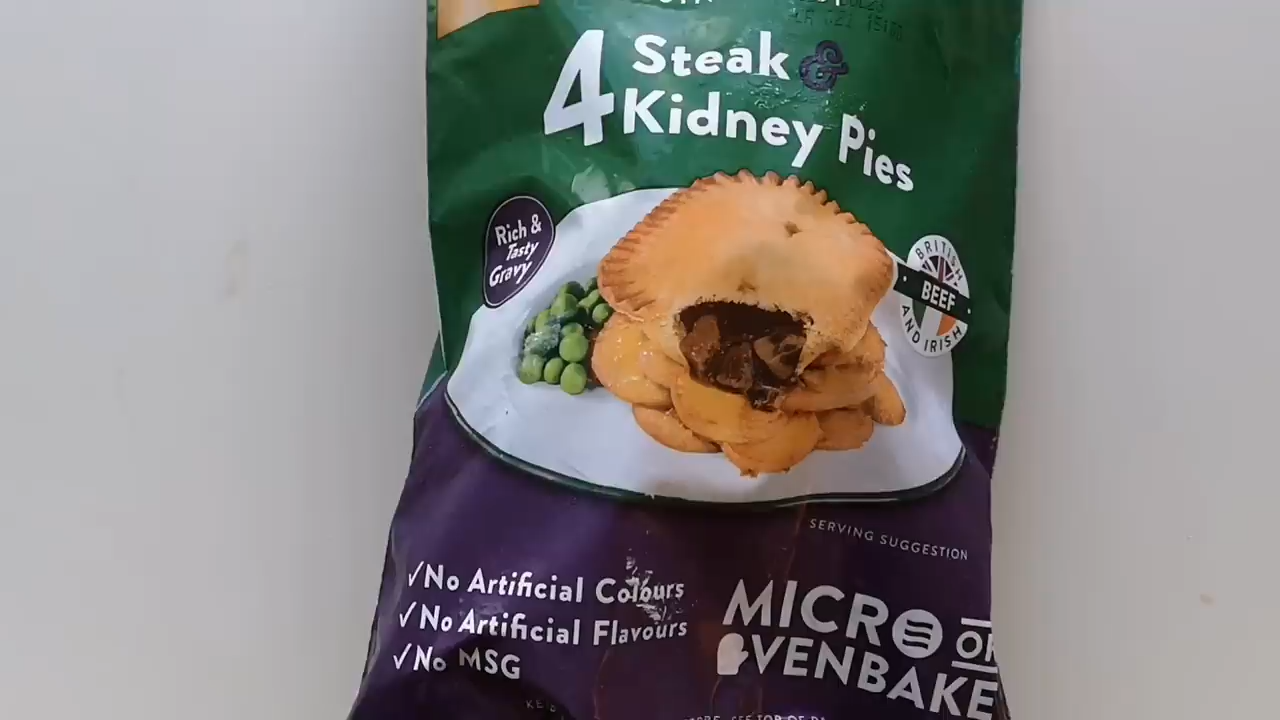 4 Steak &
Kidney Pies
Rich &
Tasty
Gravy
BRITISH
BEEF
AND IRISH
SERVING SUGGESTION
✓No Artificial Colours
✓No Artificial Flavours
✓No MSG
MICRO OR
OVENBAKE